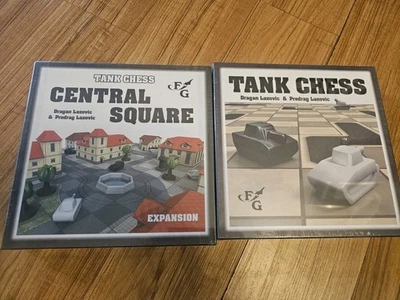 TANK CHESS
CENTRAL
SQUARE
Dragan Lazovic
& Predrag Lazovic
F G
EXPANSION
TANK CHESS
Dragan Lazovic & Predrag Lazovic
F G